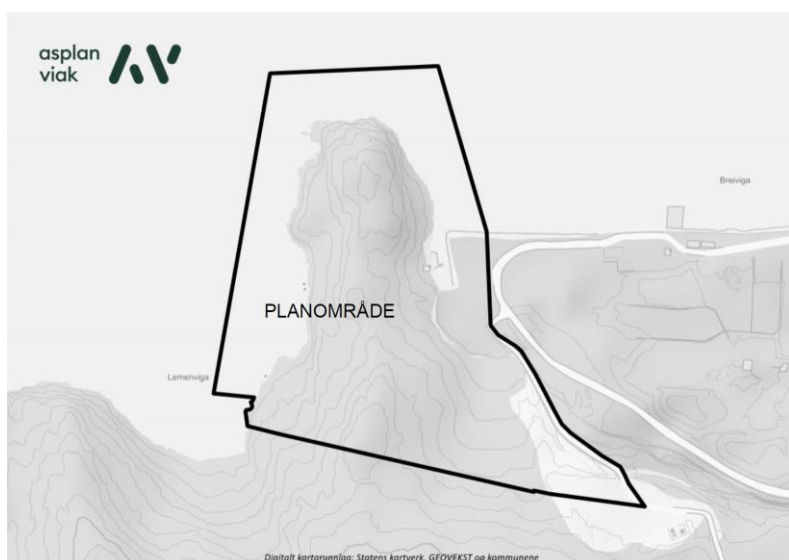 asplan
viak
Breiviga
PLANOMRÅDE
Lemenviga
Digitalt kartgrunnlag: Statens kartverk, GEOVEKST og kommunene